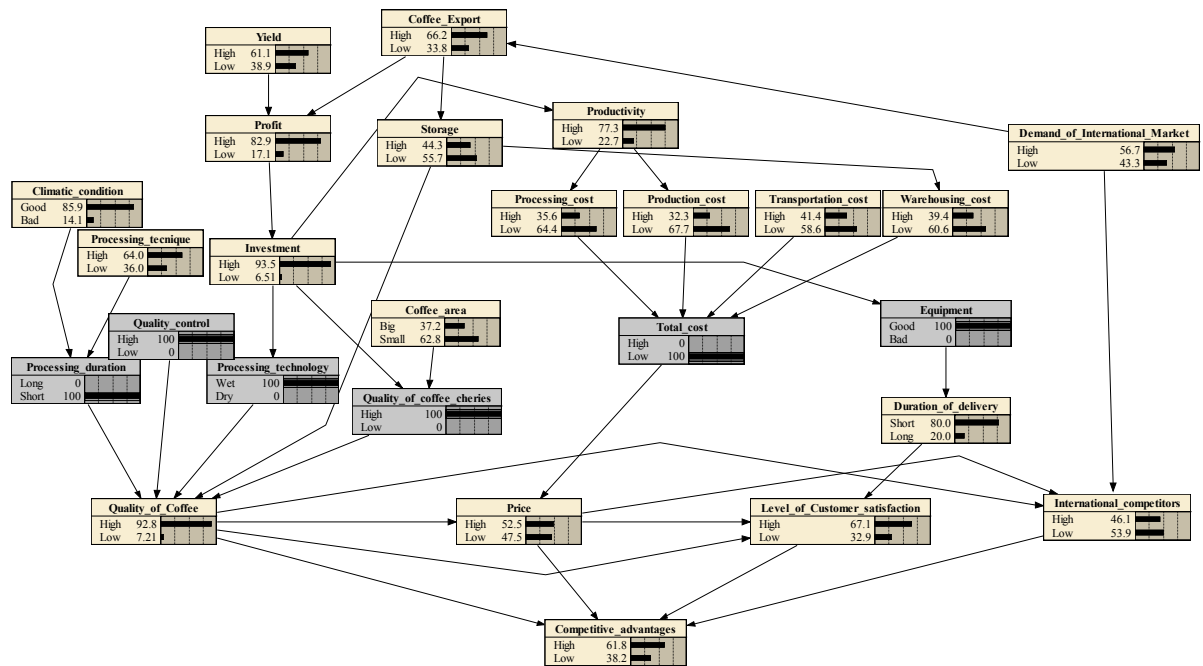 Coffee_Export
High 66.2
Low 33.8
Yield
High 61.1
Low 38.9
Productivity
High 77.3
Low 22.7
Profit
High 82.9
Low 17.1
Storage
High 44.3
Low 55.7
Demand_of_International_Market
High 56.7
Low 43.3
Climatic_condition
Good 85.9
Bad 14.1
Processing_cost
High 35.6
Low 64.4
Production_cost
High 32.3
Low 67.7
Transportation_cost
High 41.4
Low 58.6
Warehousing_cost
High 39.4
Low 60.6
Processing_tecnique
High 64.0
Low 36.0
Investment
High 93.5
Low 6.51
Coffee_area
Big 37.2
Small 62.8
Equipment
Good 100
Bad 0
Quality_control
High 100
Low 0
Total_cost
High 0
Low 100
Processing_duration
Long 0
Short 100
Processing_technology
Wet 100
Dry 0
Quality_of_coffee_cheries
High 100
Low 0
Duration_of_delivery
Short 80.0
Long 20.0
Quality_of_Coffee
High 92.8
Low 7.21
Price
High 52.5
Low 47.5
Level_of_Customer_satisfaction
High 67.1
Low 32.9
International_competitors
High 46.1
Low 53.9
Competitive_advantages
High 61.8
Low 38.2